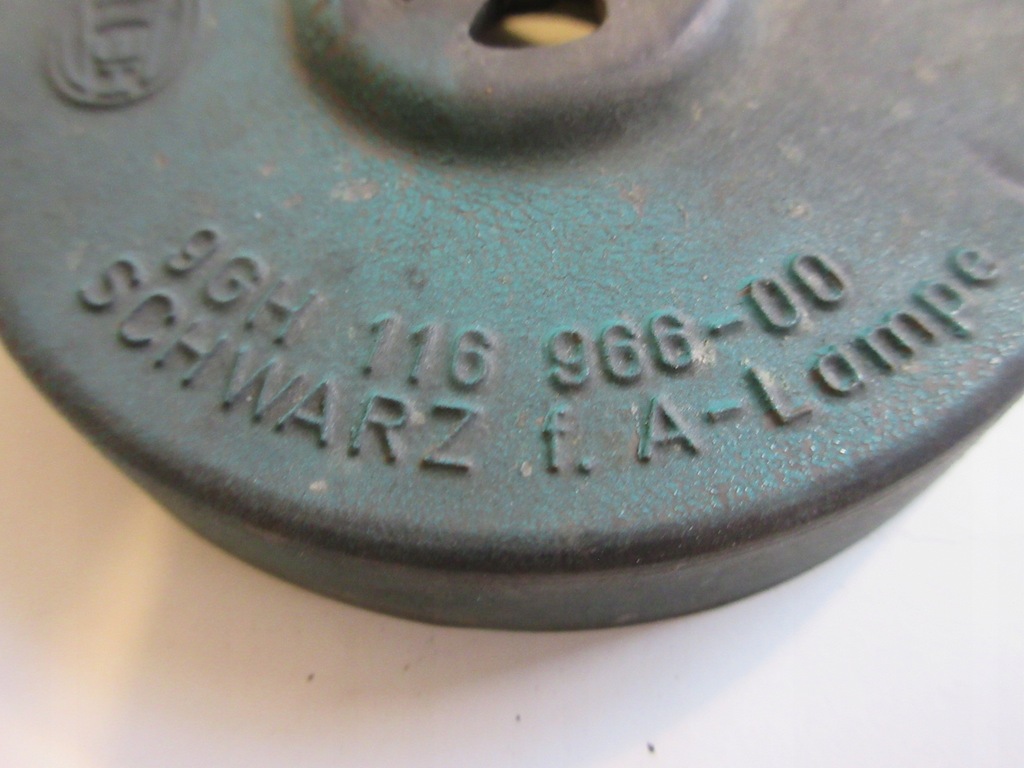 9GH 116 966-00
SCHWARZ f. A-Lampe